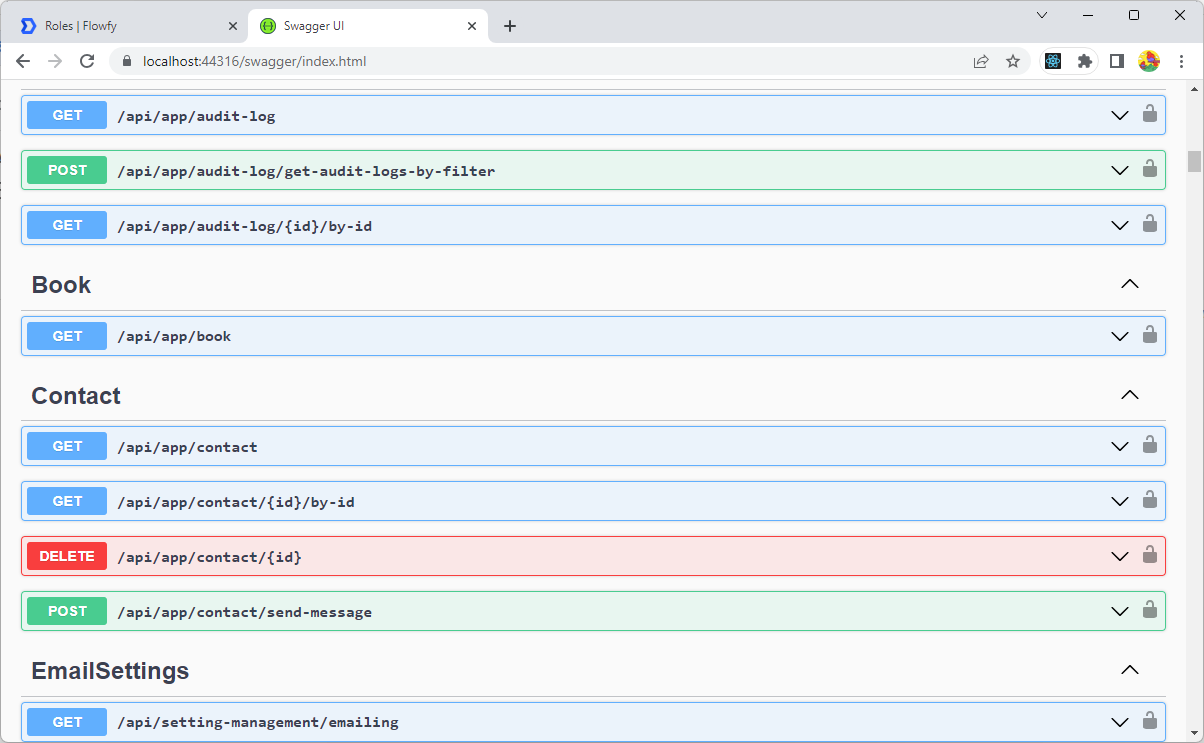 Roles | Flowfy
Swagger UI
localhost:44316/swagger/index.html
GET /api/app/audit-log
POST /api/app/audit-log/get-audit-logs-by-filter
GET /api/app/audit-log/{id}/by-id
Book
GET /api/app/book
Contact
GET /api/app/contact
GET /api/app/contact/{id}/by-id
DELETE /api/app/contact/{id}
POST /api/app/contact/send-message
EmailSettings
GET /api/setting-management/emailing